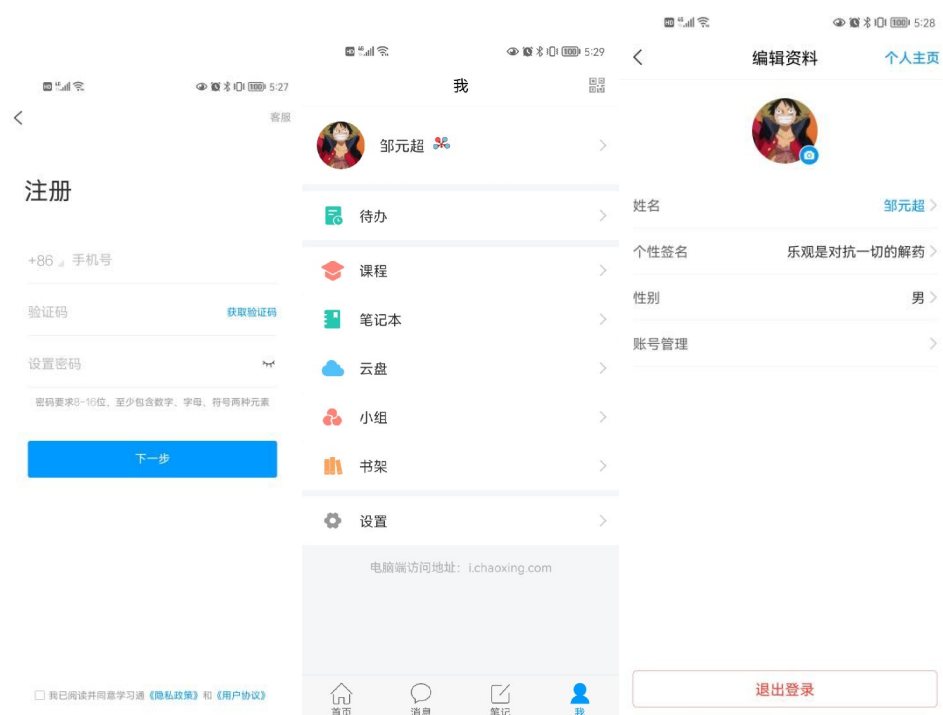 5:27
客服
注册
+86 手机号
验证码 获取验证码
设置密码
密码要求8-16位、至少包含数字、字母、符号两种元素
下一步
我已阅读并同意学习通《隐私政策》和《用户协议》
HD 100 5:29
我
邹元超
待办
课程
笔记本
云盘
小组
书架
设置
电脑端访问地址：i.chaoxing.com
首页 消息 笔记 我
HD 100 5:28
编辑资料 个人主页
姓名 邹元超
个性签名 乐观是对抗一切的解药
性别 男
账号管理
退出登录